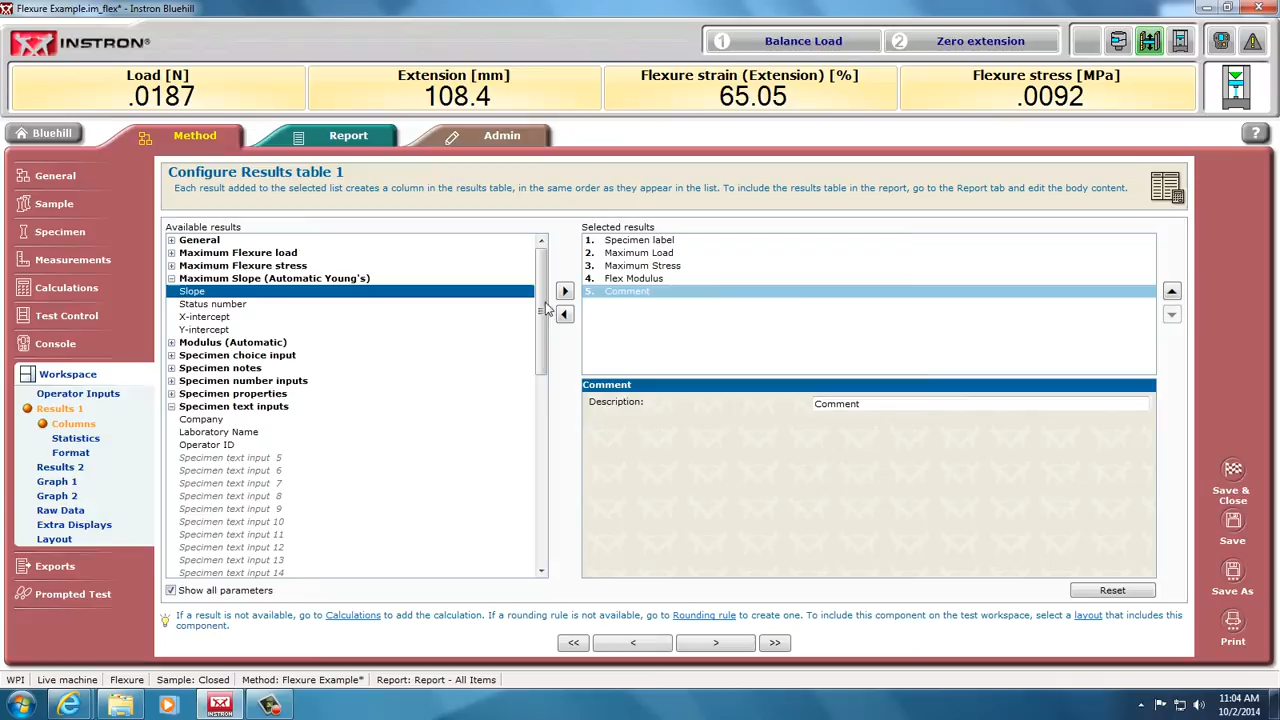 Flexure Example.im_flex* - Instron Bluehill
INSTRON®
1 Balance Load
2 Zero extension
Load [N]
.0187
Extension [mm]
108.4
Flexure strain (Extension) [%]
65.05
Flexure stress [MPa]
.0092
Bluehill
Method
Report
Admin
?
General
Sample
Specimen
Measurements
Calculations
Test Control
Console
Workspace
Operator Inputs
Results 1
Columns
Statistics
Format
Results 2
Graph 1
Graph 2
Raw Data
Extra Displays
Layout
Exports
Prompted Test
Configure Results table 1
Each result added to the selected list creates a column in the results table, in the same order as they appear in the list. To include the results table in the report, go to the Report tab and edit the body content.
Available results
General
Maximum Flexure load
Maximum Flexure stress
Maximum Slope (Automatic Young's)
Slope
Status number
X-intercept
Y-intercept
Modulus (Automatic)
Specimen choice input
Specimen notes
Specimen number inputs
Specimen properties
Specimen text inputs
Company
Laboratory Name
Operator ID
Specimen text input 5
Specimen text input 6
Specimen text input 7
Specimen text input 8
Specimen text input 9
Specimen text input 10
Specimen text input 11
Specimen text input 12
Specimen text input 13
Specimen text input 14
Show all parameters
Selected results
1. Specimen label
2. Maximum Load
3. Maximum Stress
4. Flex Modulus
5. Comment
Comment
Description: Comment
Reset
If a result is not available, go to Calculations to add the calculation. If a rounding rule is not available, go to Rounding rule to create one. To include this component on the test workspace, select a layout that includes this
component.
<< < > >>
Save &
Close
Save
Save As
Print
WPI Live machine Flexure Sample: Closed Method: Flexure Example* Report: Report - All Items
INSTRON
11:04 AM
10/2/2014